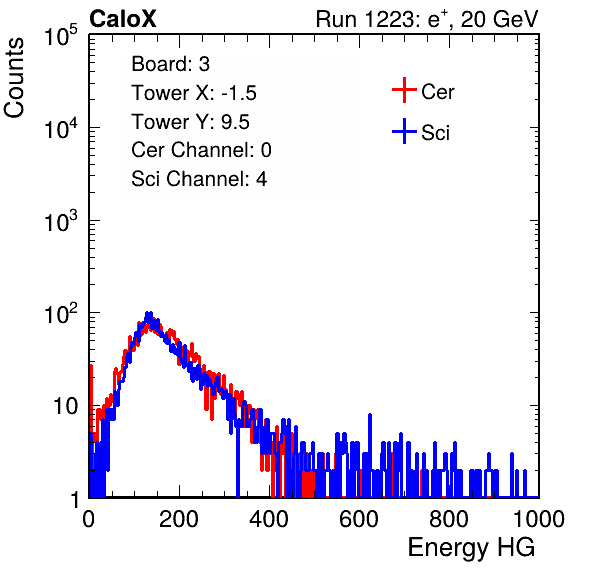 CaloX Run 1223: e⁺, 20 GeV
Counts
Board: 3
Tower X: -1.5
Tower Y: 9.5
Cer Channel: 0
Sci Channel: 4
Cer
Sci
10⁵
10⁴
10³
10²
10
1
0 200 400 600 800 1000
Energy HG